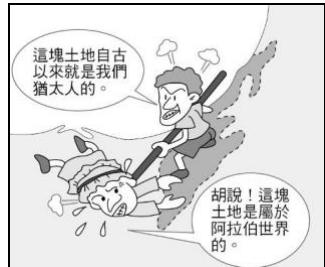 這塊土地自古
以來就是我們
猶太人的。
胡說！這塊
土地是屬於
阿拉伯世界
的。